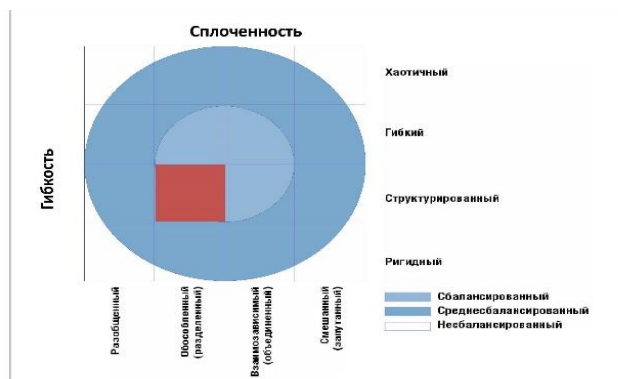 Сплоченность
Гибкость
Хаотичный
Гибкий
Структурированный
Ригидный
Разобщенный
Обособленный
(разделенный)
Взаимозависимый
(объединенный)
Смешанный
(запутанный)
Сбалансированный
Среднесбалансированный
Несбалансированный